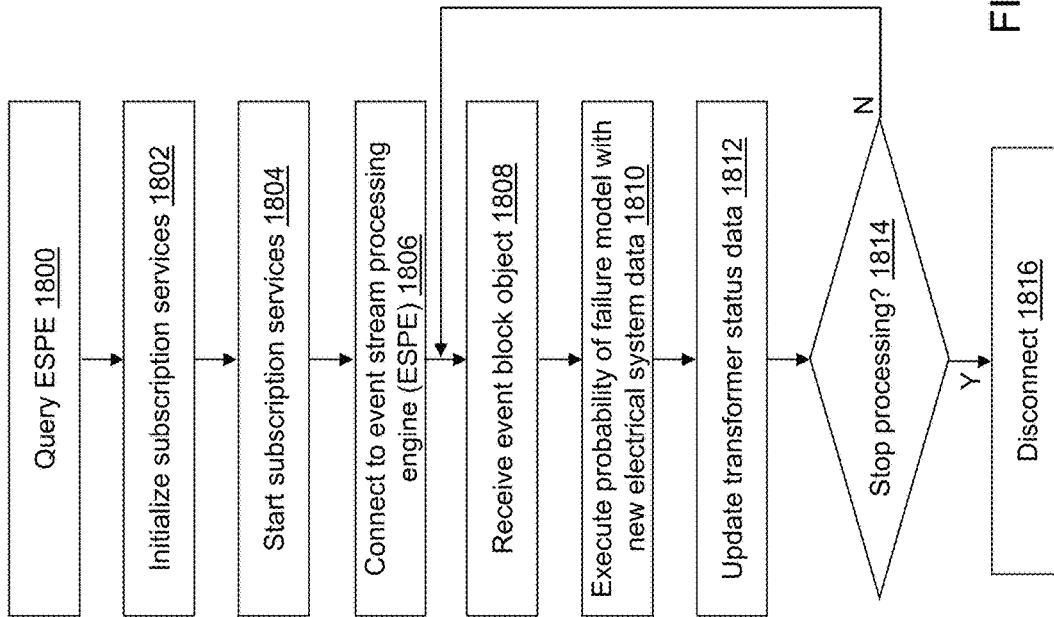 Query ESPE 1800
Initialize subscription services 1802
Start subscription services 1804
Connect to event stream processing
engine (ESPE) 1806
Receive event block object 1808
Execute probability of failure model with
new electrical system data 1810
Update transformer status data 1812
Stop processing? 1814
N
Y
Disconnect 1816